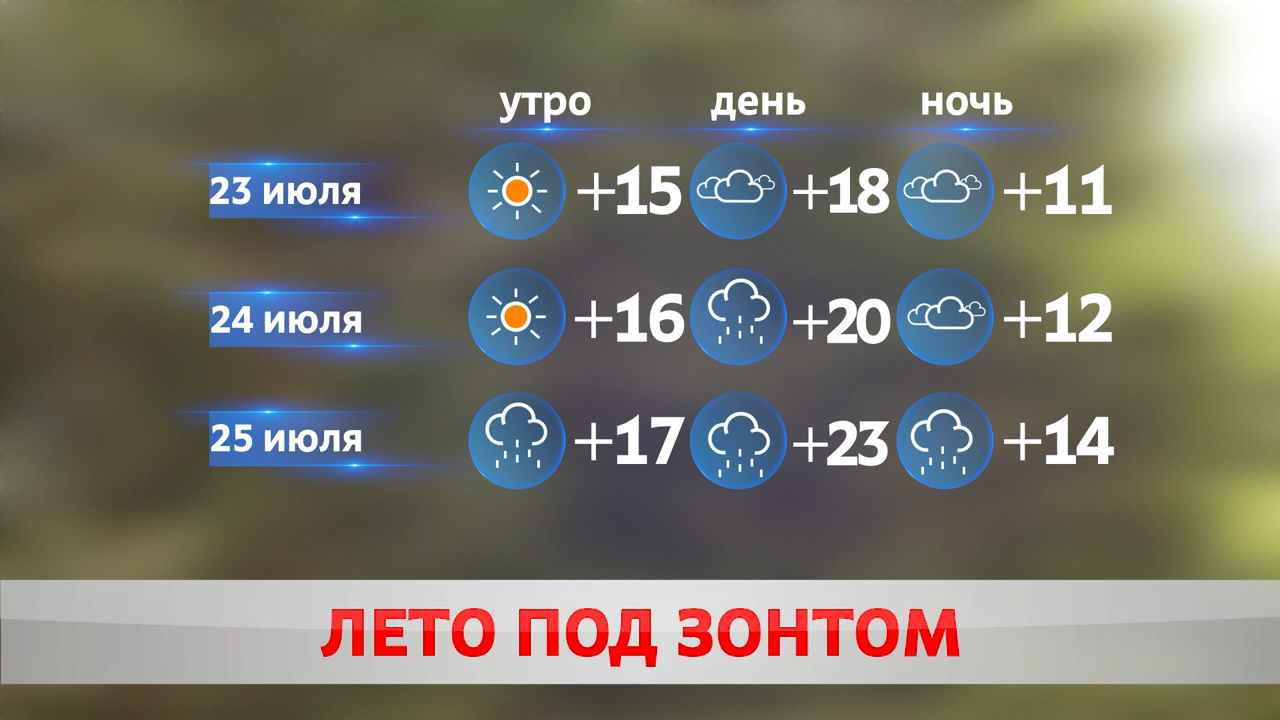 утро день ночь
23 июля +15 +18 +11
24 июля +16 +20 +12
25 июля +17 +23 +14
ЛЕТО ПОД ЗОНТОМ